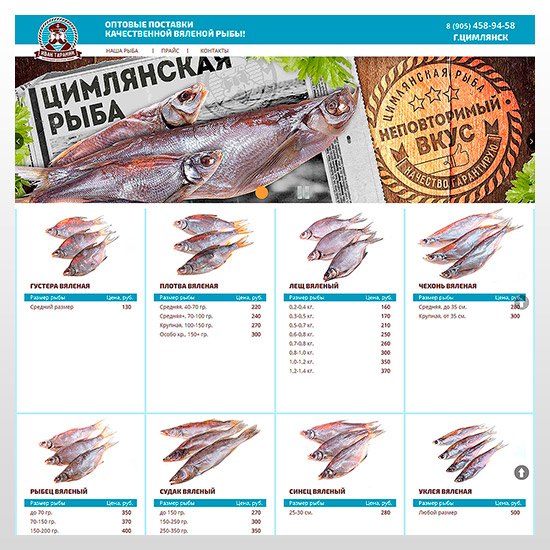 ИВАН ТАРАНИН
ОПТОВЫЕ ПОСТАВКИ
КАЧЕСТВЕННОЙ ВЯЛЕНОЙ РЫБЫ!
8 (905) 458-94-58
Г.ЦИМЛЯНСК
НАША РЫБА | ПРАЙС | КОНТАКТЫ
ЦИМЛЯНСКАЯ
РЫБА
ЦИМЛЯНСКАЯ РЫБА
НЕПОВТОРИМЫЙ
ВКУС
КАЧЕСТВО ГАРАНТИРУЮ
ГУСТЕРА ВЯЛЕНАЯ
Размер рыбы Цена, руб.
Средний размер 130
ПЛОТВА ВЯЛЕНАЯ
Размер рыбы Цена, руб.
Средняя, 40-70 гр. 220
Средняя+, 70-100 гр. 240
Крупная, 100-150 гр. 270
Особо кр., 150+ гр. 300
ЛЕЩ ВЯЛЕНЫЙ
Размер рыбы Цена, руб.
0,2-0,4 кг. 160
0,3-0,5 кг. 170
0,5-0,7 кг. 210
0,6-0,8 кг. 250
0,7-0,8 кг. 260
0,8-1,0 кг. 300
1,0-1,2 кг. 350
1,2-1,4 кг. 370
ЧЕХОНЬ ВЯЛЕНАЯ
Размер рыбы Цена, руб.
Средняя, до 35 см.
Крупная, от 35 см. 300
РЫБЕЦ ВЯЛЕНЫЙ
Размер рыбы Цена, руб.
до 70 гр. 350
70-150 гр. 370
150-200 гр. 400
СУДАК ВЯЛЕНЫЙ
Размер рыбы Цена, руб.
до 150 гр. 270
150-250 гр. 300
250-350 гр. 350
СИНЕЦ ВЯЛЕНЫЙ
Размер рыбы Цена, руб.
25-30 см. 280
УКЛЕЯ ВЯЛЕНАЯ
Размер рыбы Цена, руб.
Любой размер 500